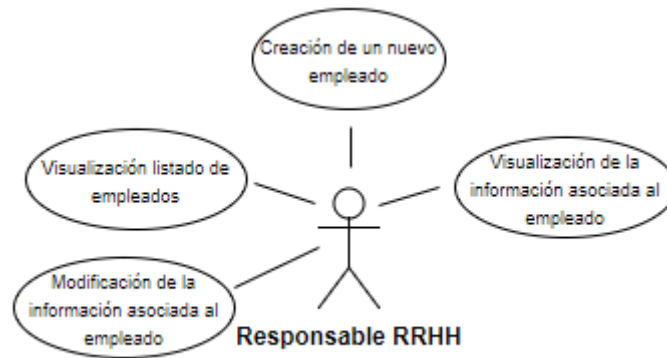 Creación de un nuevo
empleado
Visualización listado de
empleados
Visualización de la
información asociada al
empleado
Modificación de la
información asociada al
empleado
Responsable RRHH